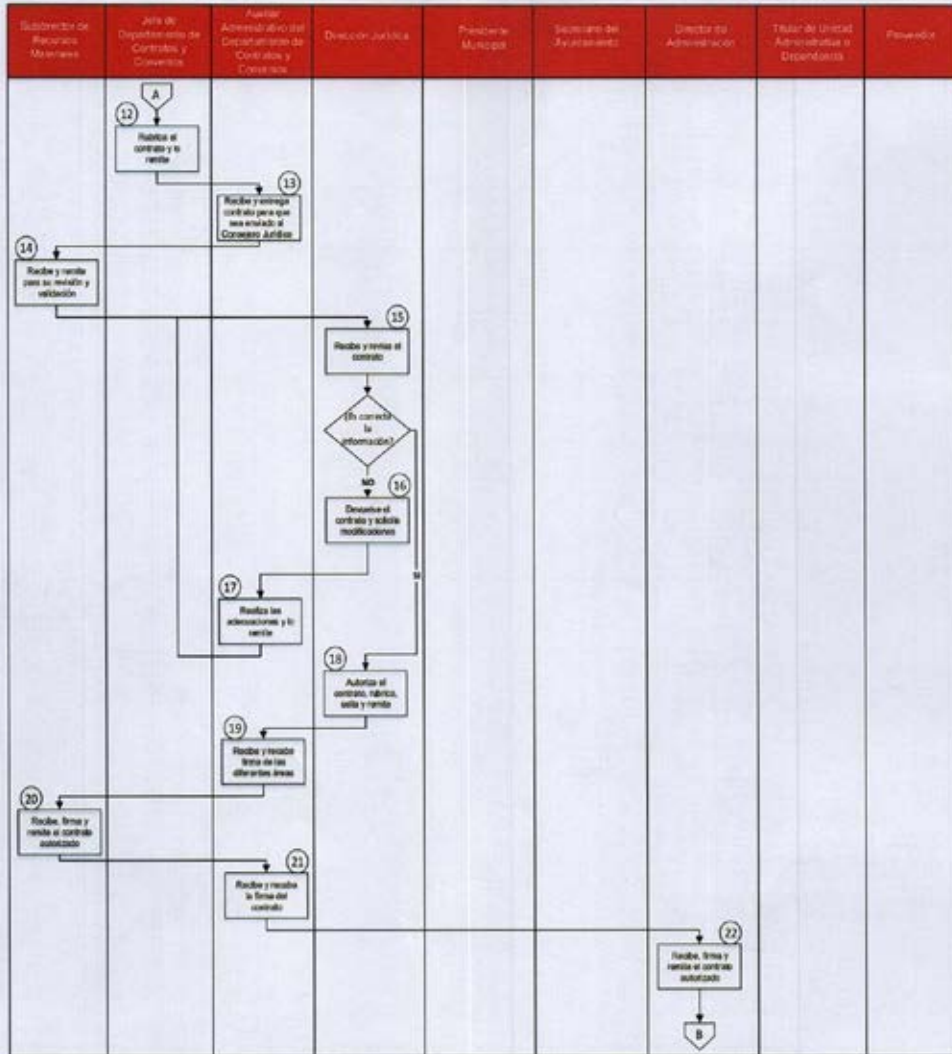 Subdirector de
Recursos
Materiales
Jefe de
Departamento de
Contratos y
Convenios
Auxiliar
Administrativo del
Departamento de
Contratos y
Convenios
Dirección Jurídica
Presidente
Municipal
Secretario del
Ayuntamiento
Director de
Administración
Titular de Unidad
Administrativa o
Dependencia
Proveedor
A
12
Rubrica el
contrato y lo
remite
13
Recibe y entrega
contrato para que
sea enviado a
Consejero Jurídico
14
Recibe y remite
para su revisión y
validación
15
Recibe y revisa el
contrato
¿Es correcta
la
información?
NO
SI
16
Devuelve el
contrato y solicita
modificaciones
17
Realiza las
adecuaciones y lo
remite
18
Autoriza el
contrato, rubrica,
sella y remite
19
Recibe y recaba
firma de las
diferentes áreas
20
Recibe, firma y
remite el contrato
autorizado
21
Recibe y recaba
la firma del
contrato
22
Recibe, firma y
remite el contrato
autorizado
B